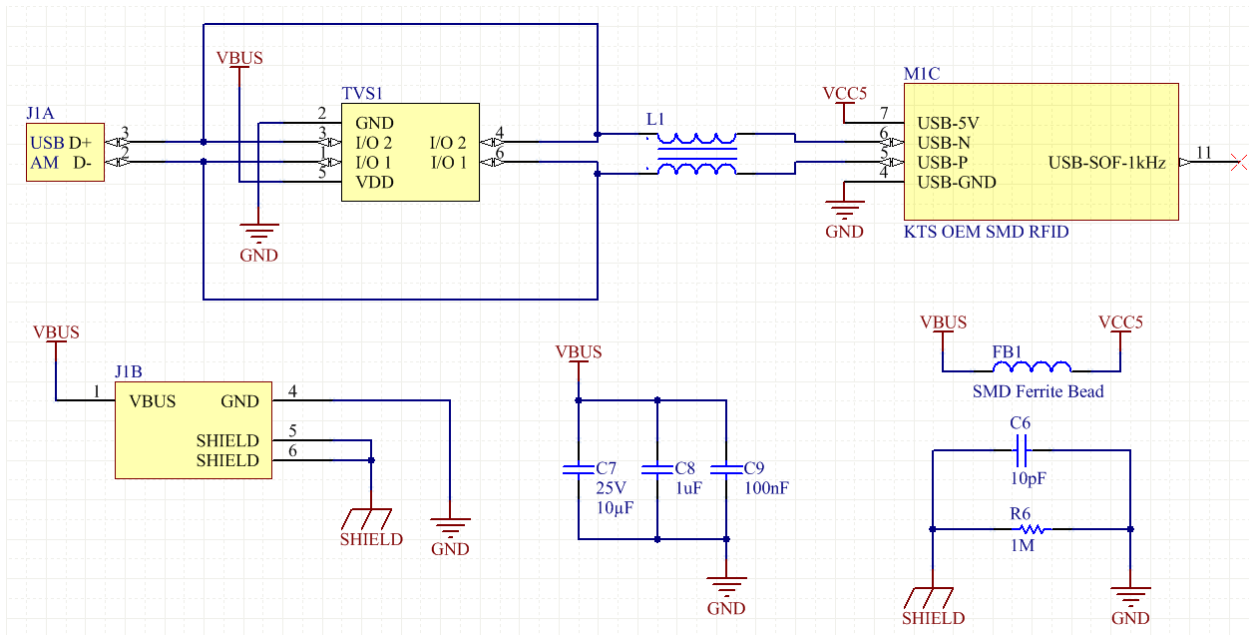 VBUS
J1A
USB D+
AM D-
3
2
TVS1
2
3
1
5
GND
I/O 2
I/O 1
VDD
I/O 2
I/O 1
4
6
GND
L1
M1C
VCC5
7
6
5
4
USB-5V
USB-N
USB-P
USB-GND
USB-SOF-1kHz
11
GND
KTS OEM SMD RFID
VBUS
J1B
1
VBUS
GND
SHIELD
SHIELD
4
5
6
SHIELD
GND
VBUS
C7
25V
10µF
C8
1uF
C9
100nF
GND
VBUS
VCC5
FB1
SMD Ferrite Bead
C6
10pF
R6
1M
SHIELD
GND